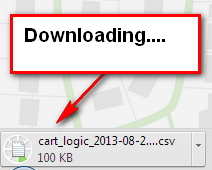 Downloading....
cart_logic_2013-08-2....csv
100 KB